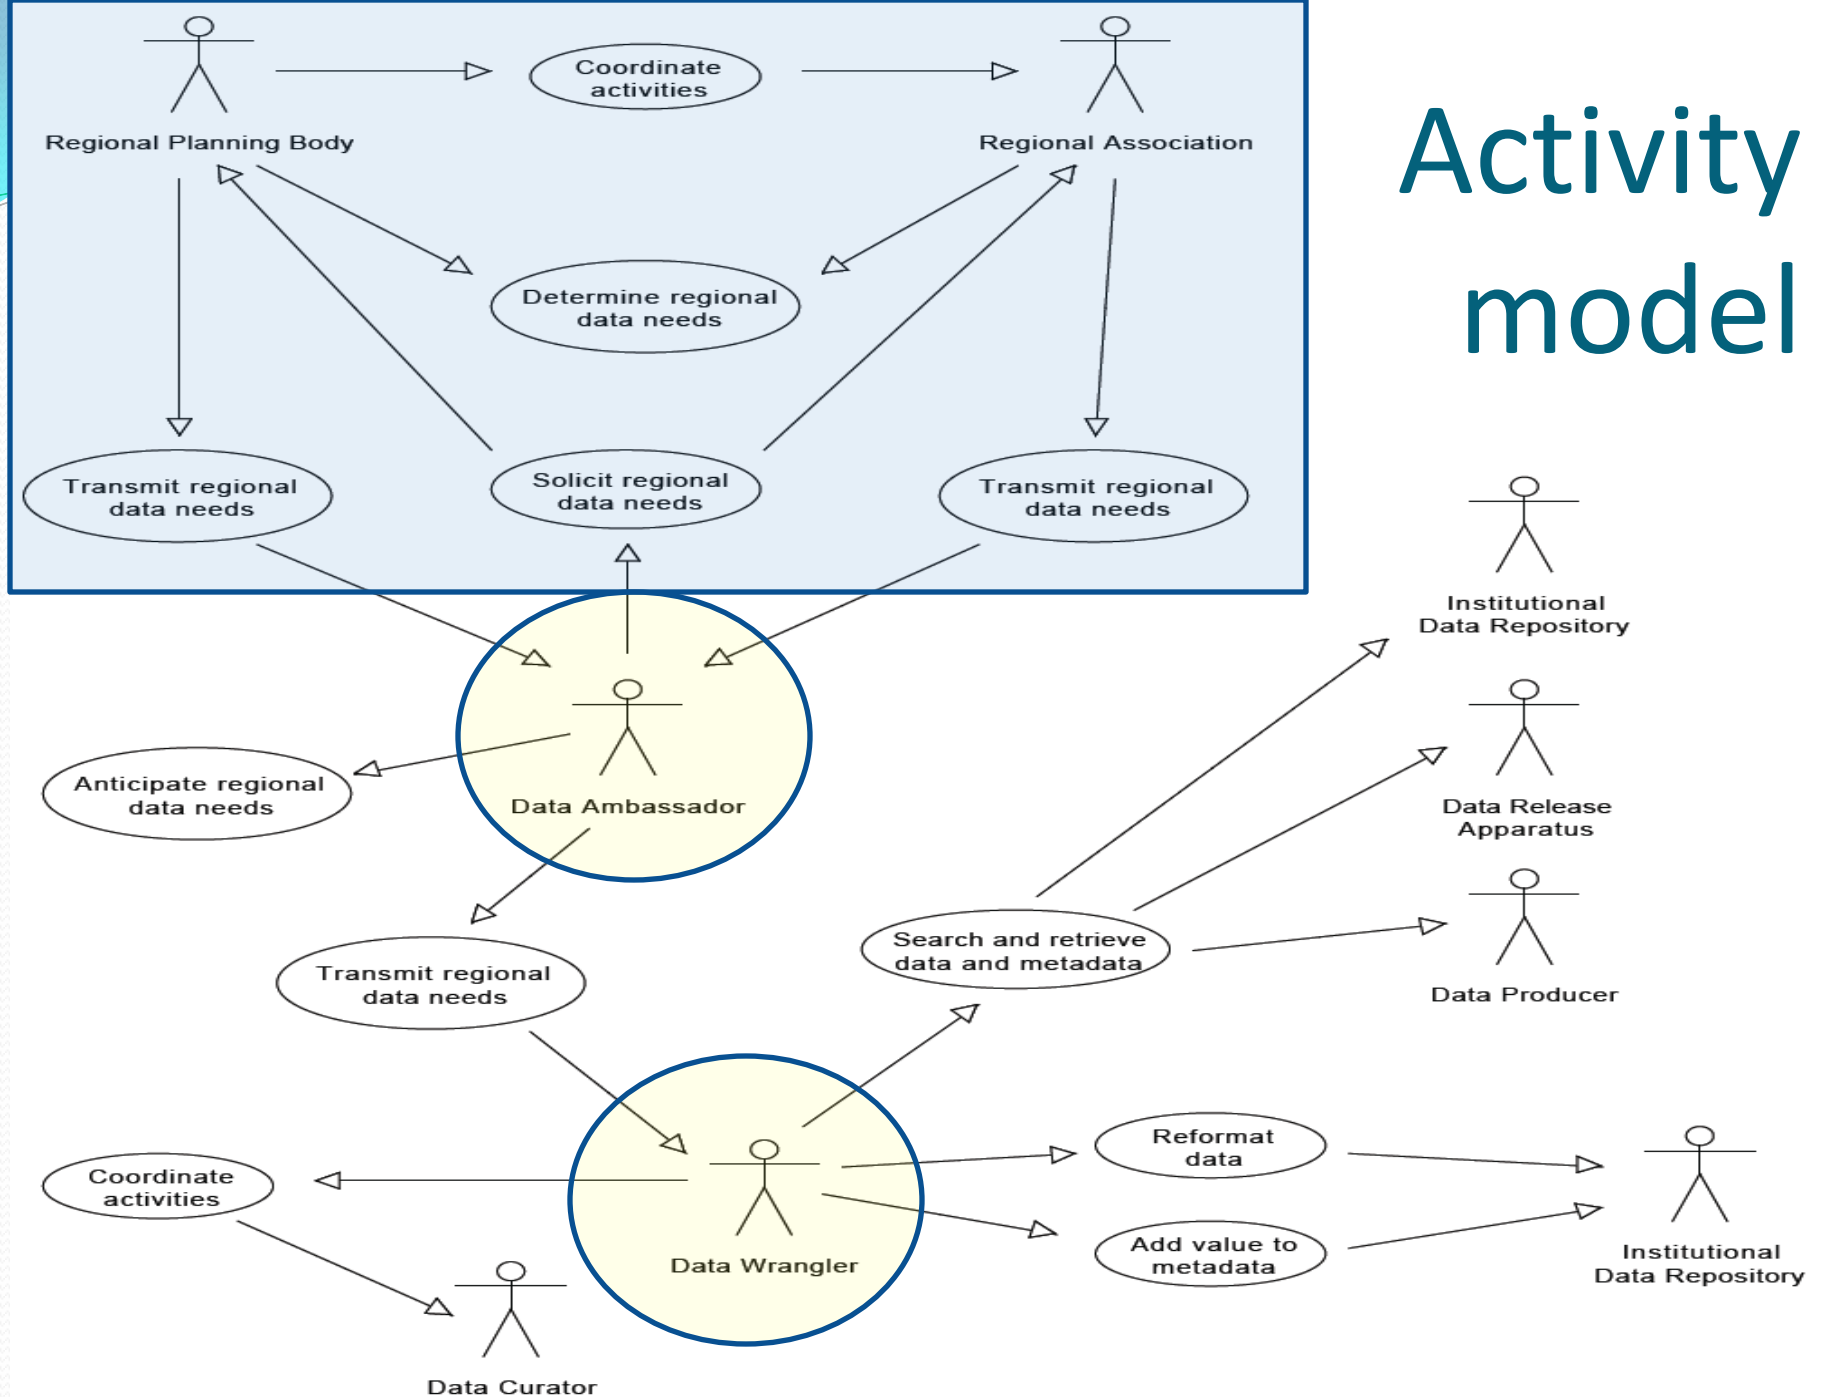 Activity
model
Coordinate
activities
Regional Planning Body
Regional Association
Determine regional
data needs
Transmit regional
data needs
Solicit regional
data needs
Transmit regional
data needs
Institutional
Data Repository
Anticipate regional
data needs
Data Ambassador
Data Release
Apparatus
Search and retrieve
data and metadata
Data Producer
Transmit regional
data needs
Reformat
data
Coordinate
activities
Data Wrangler
Add value to
metadata
Institutional
Data Repository
Data Curator